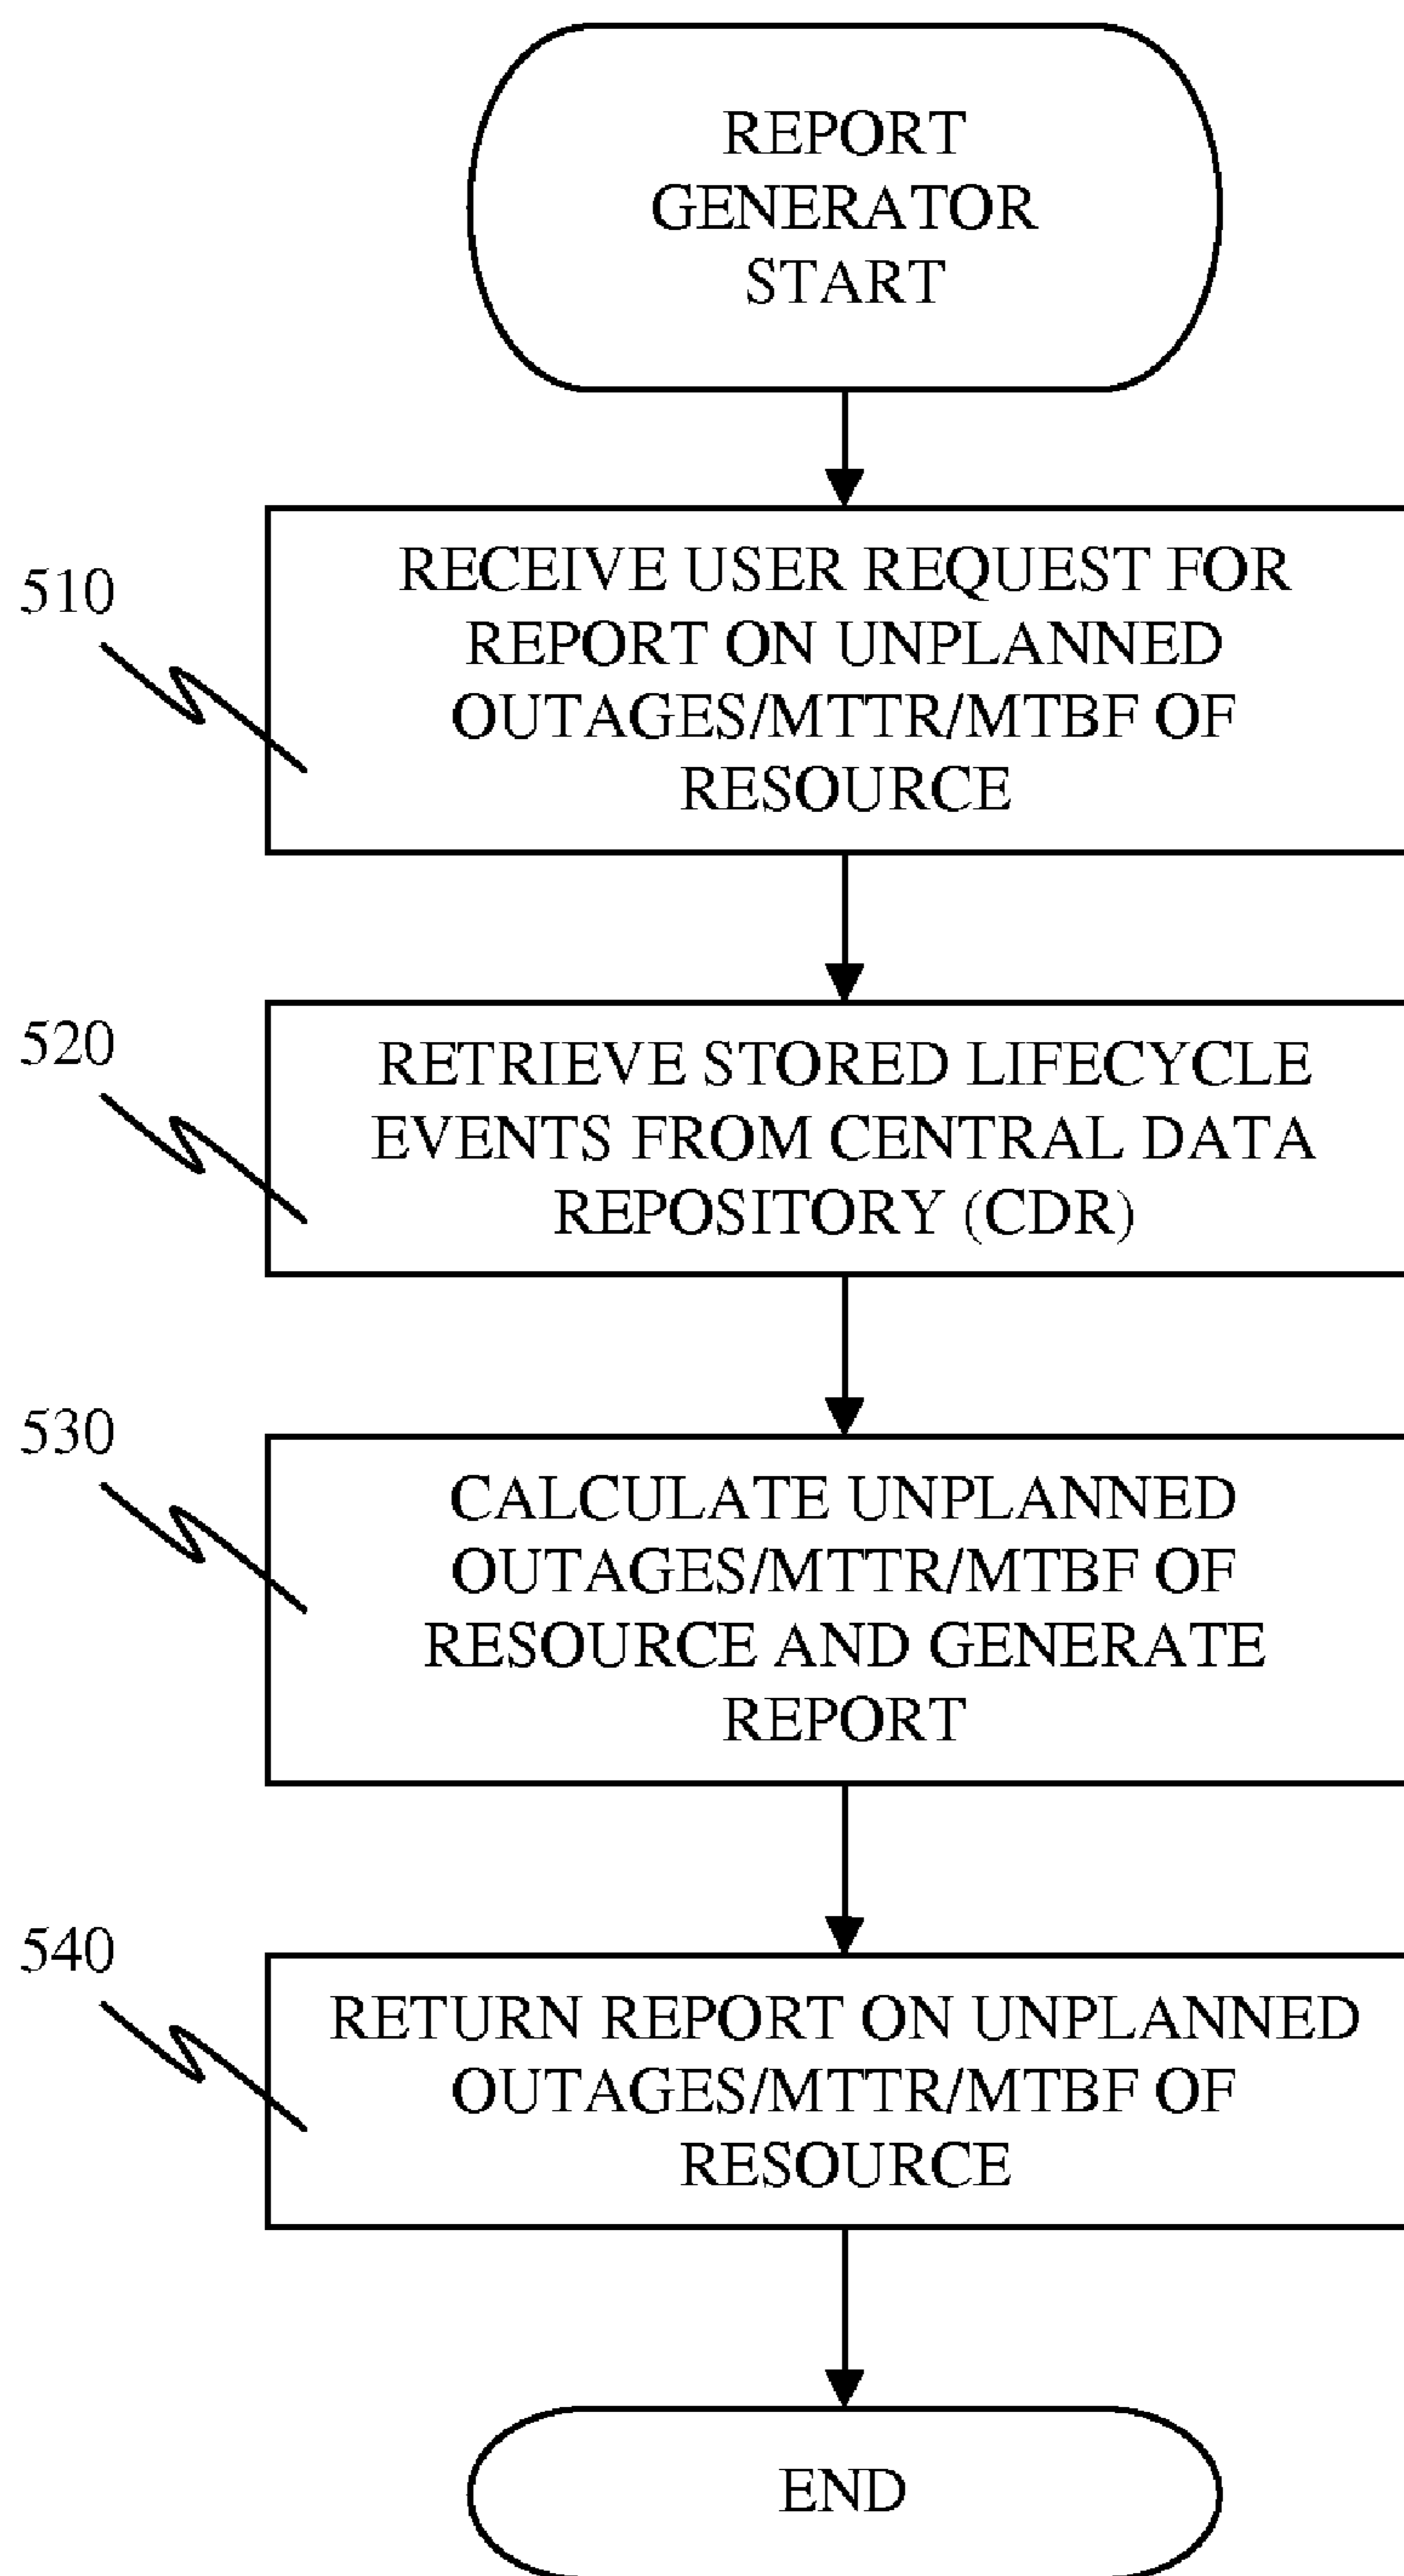 REPORT
GENERATOR
START
510
RECEIVE USER REQUEST FOR
REPORT ON UNPLANNED
OUTAGES/MTTR/MTBF OF
RESOURCE
520
RETRIEVE STORED LIFECYCLE
EVENTS FROM CENTRAL DATA
REPOSITORY (CDR)
530
CALCULATE UNPLANNED
OUTAGES/MTTR/MTBF OF
RESOURCE AND GENERATE
REPORT
540
RETURN REPORT ON UNPLANNED
OUTAGES/MTTR/MTBF OF
RESOURCE
END